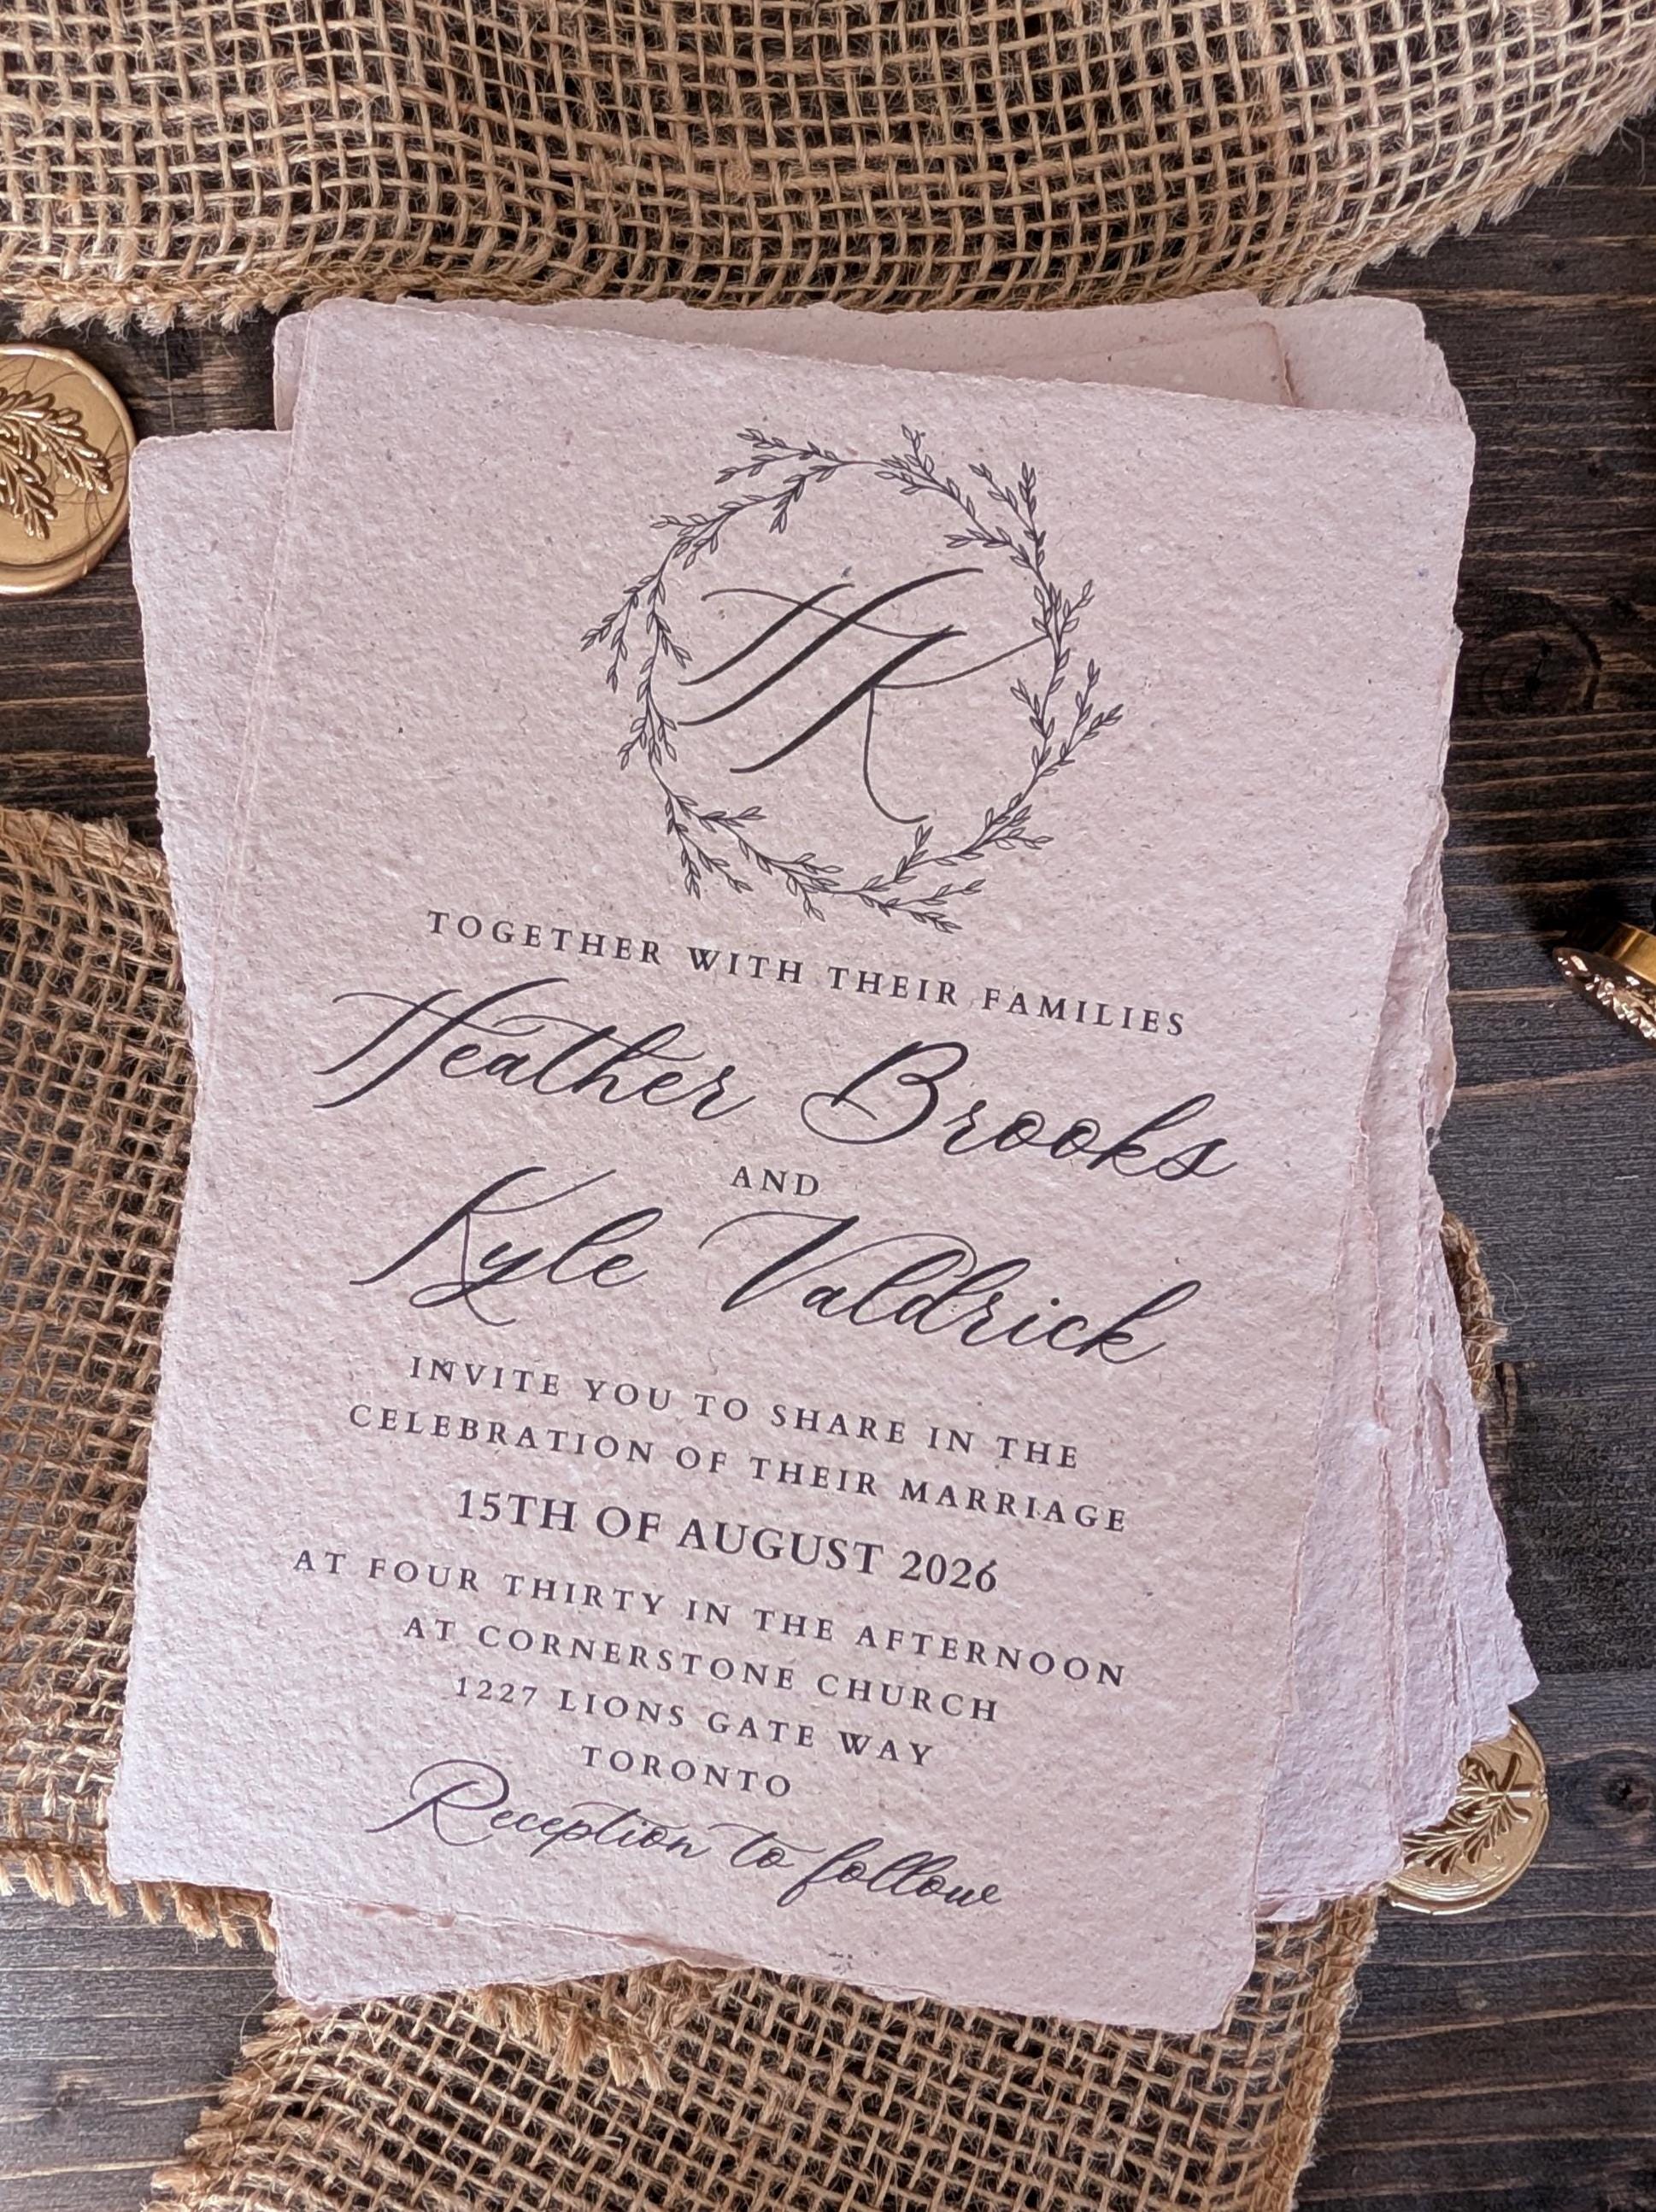 HK
TOGETHER WITH THEIR FAMILIES
Heather Brooks
AND
Kyle Valdrick
INVITE YOU TO SHARE IN THE
CELEBRATION OF THEIR MARRIAGE
15TH OF AUGUST 2026
AT FOUR THIRTY IN THE AFTERNOON
AT CORNERSTONE CHURCH
1227 LIONS GATE WAY
TORONTO
Reception to follow